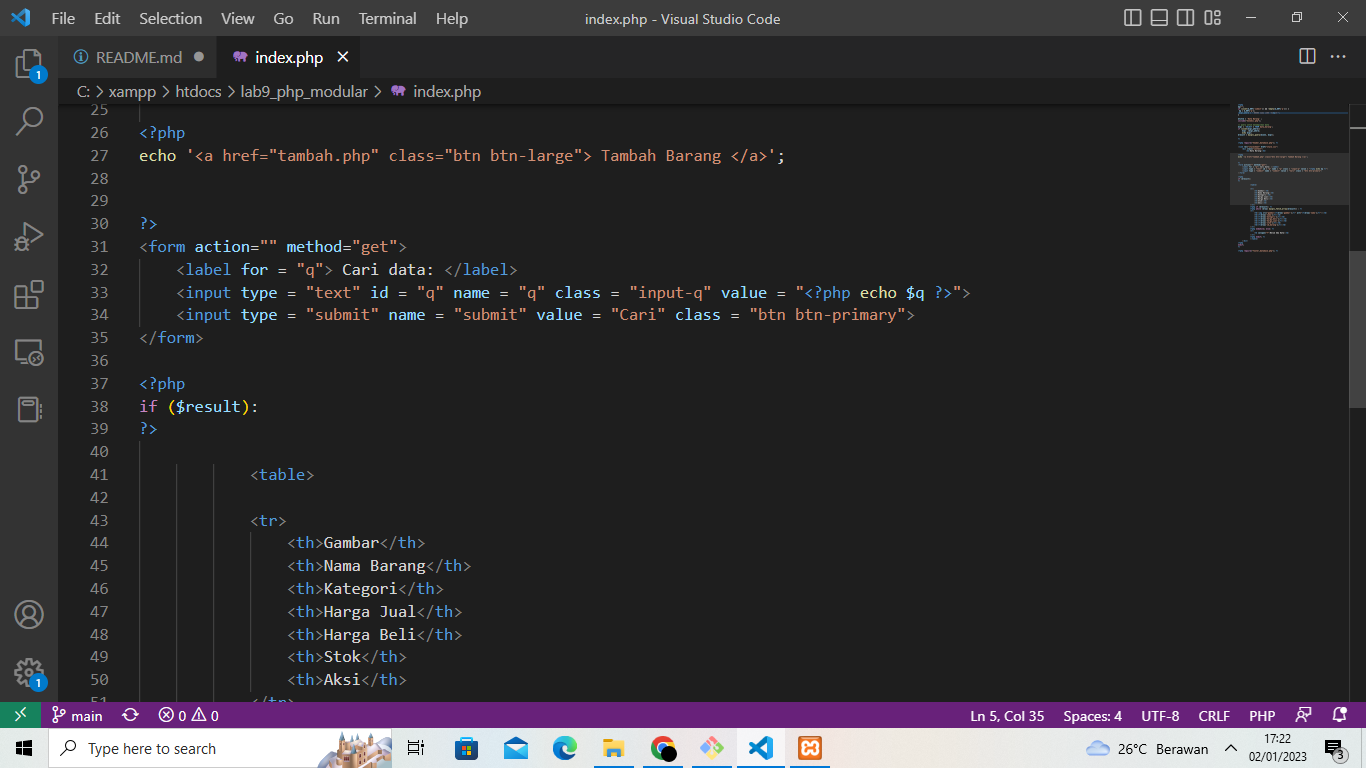 File Edit Selection View Go Run Terminal Help index.php - Visual Studio Code
README.md index.php
C: > xampp > htdocs > lab9_php_modular > index.php
25
26 <?php
27 echo '<a href="tambah.php" class="btn btn-large"> Tambah Barang </a>';
28
29
30 ?>
31 <form action="" method="get">
32 <label for = "q"> Cari data: </label>
33 <input type = "text" id = "q" name = "q" class = "input-q" value = "<?php echo $q ?>">
34 <input type = "submit" name = "submit" value = "Cari" class = "btn btn-primary">
35 </form>
36
37 <?php
38 if ($result):
39 ?>
40
41 <table>
42
43 <tr>
44 <th>Gambar</th>
45 <th>Nama Barang</th>
46 <th>Kategori</th>
47 <th>Harga Jual</th>
48 <th>Harga Beli</th>
49 <th>Stok</th>
50 <th>Aksi</th>
51 </tr>
1
1
main 0 0 Ln 5, Col 35 Spaces: 4 UTF-8 CRLF PHP
Type here to search 26°C Berawan 17:22
02/01/2023 3